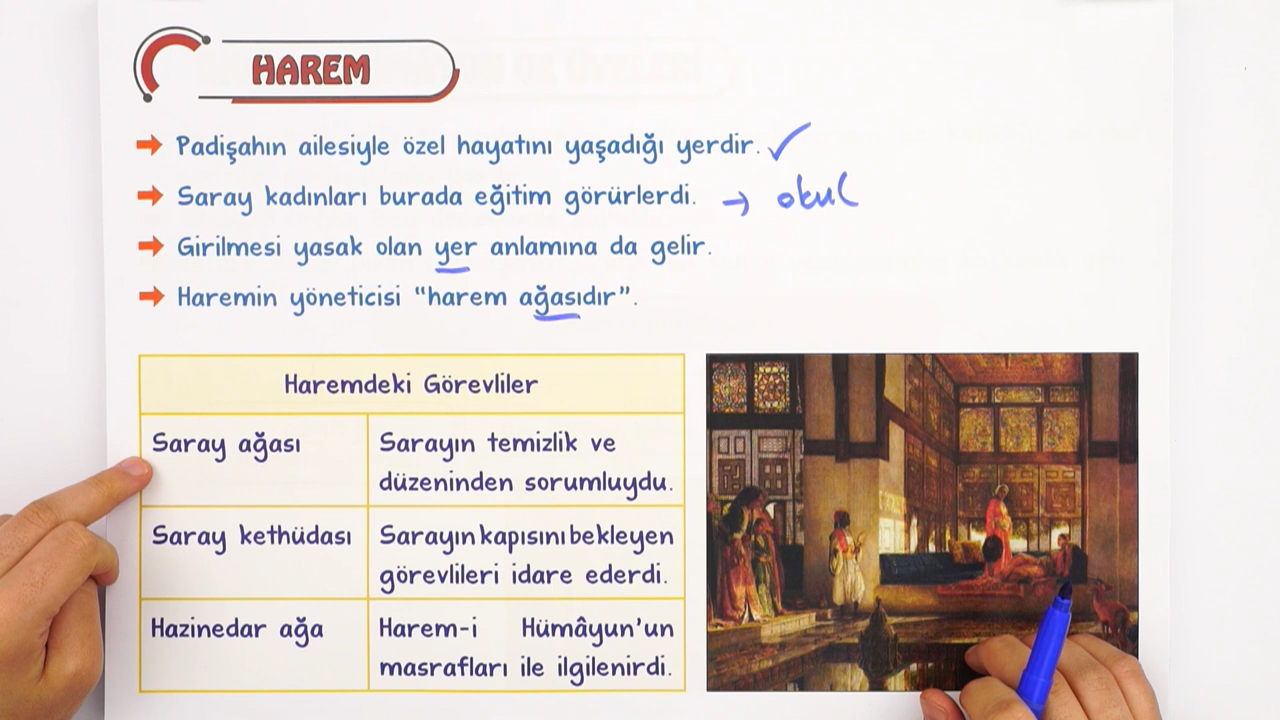 HAREM
Padişahın ailesiyle özel hayatını yaşadığı yerdir.
Saray kadınları burada eğitim görürlerdi. → okul
Girilmesi yasak olan yer anlamına da gelir.
Haremin yöneticisi “harem ağasıdır”.
Haremdeki Görevliler
Saray ağası
Sarayın temizlik ve
düzeninden sorumluydu.
Saray kethüdası
Sarayın kapısını bekleyen
görevlileri idare ederdi.
Hazinedar ağa
Harem-i Hümâyun’un
masrafları ile ilgilenirdi.